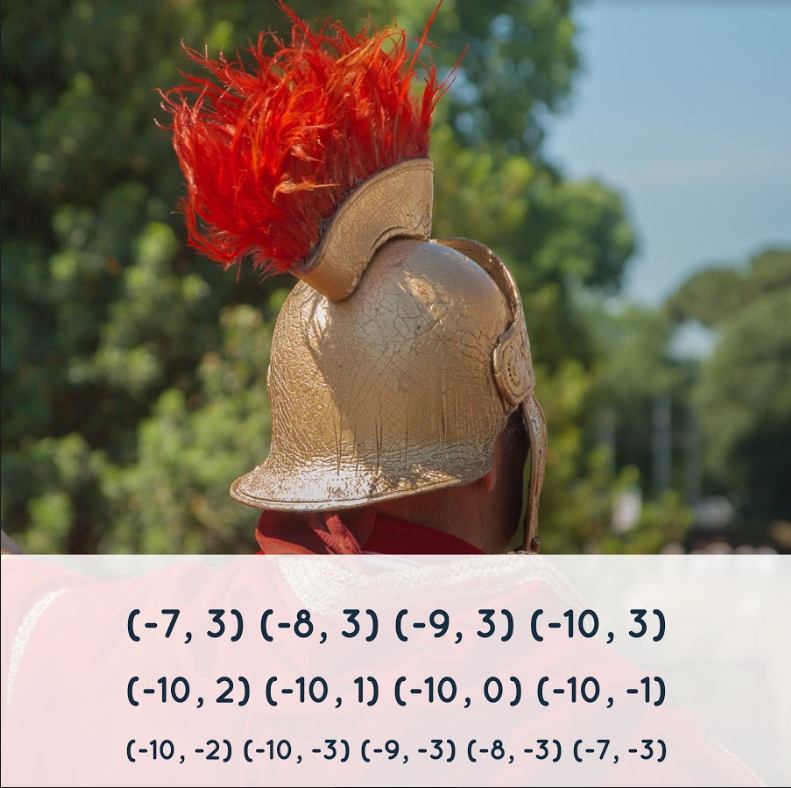 (-7, 3) (-8, 3) (-9, 3) (-10, 3)
(-10, 2) (-10, 1) (-10, 0) (-10, -1)
(-10, -2) (-10, -3) (-9, -3) (-8, -3) (-7, -3)